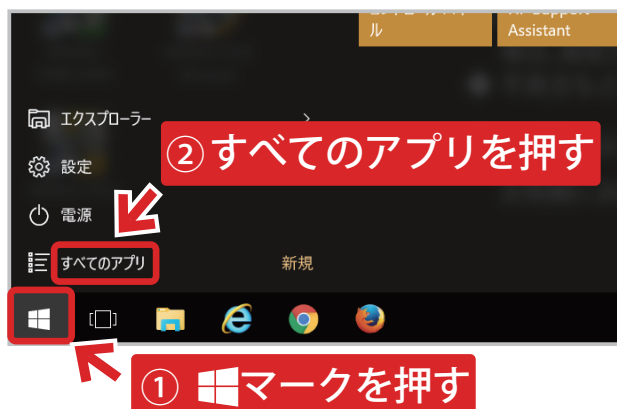 ル
Assistant
エクスプローラー
②すべてのアプリを押す
設定
電源
すべてのアプリ
新規
① マークを押す